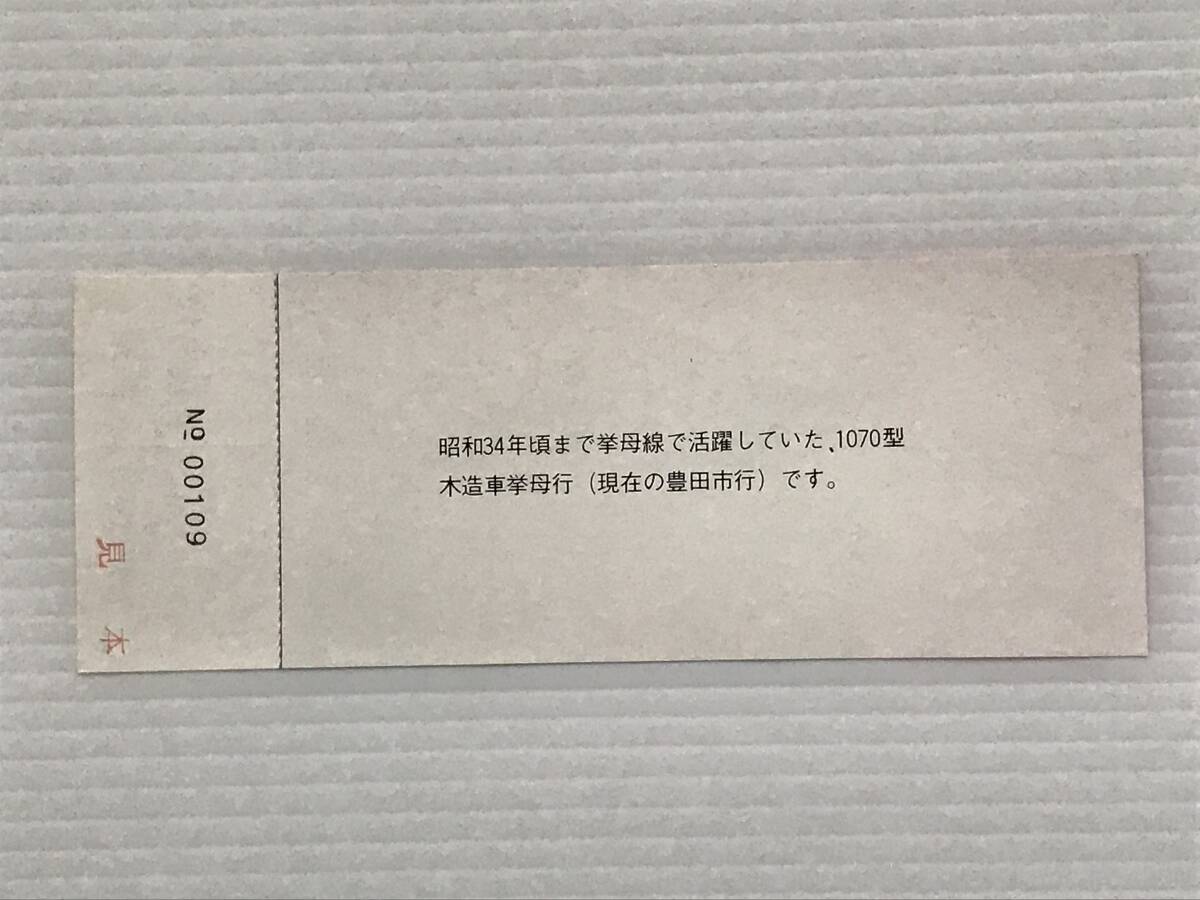 昭和34年頃まで挙母線で活躍していた、1070型
木造車挙母行（現在の豊田市行）です。
№ 00109
見本